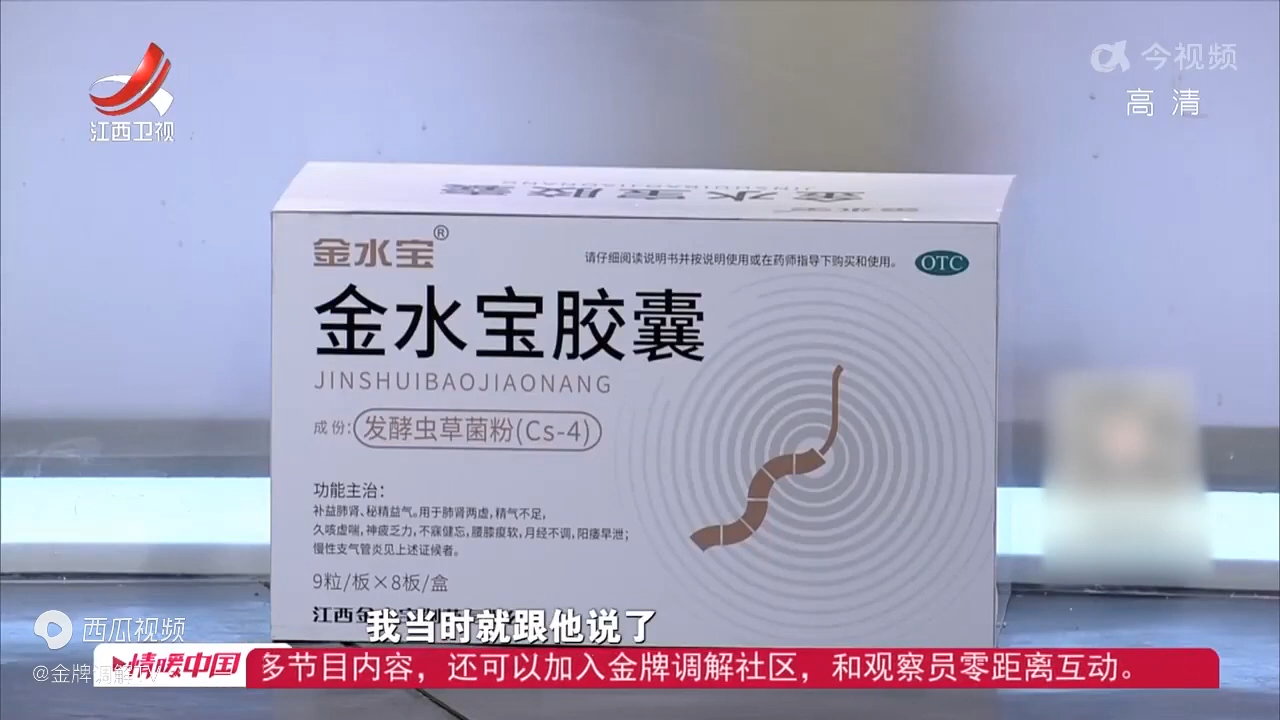 江西卫视
今视频
高清
金水宝胶囊
JINSHUIBAOJIAONANG
金水宝®
请仔细阅读说明书并按说明使用或在药师指导下购买和使用。
OTC
金水宝胶囊
JINSHUIBAOJIAONANG
成份:发酵虫草菌粉(Cs-4)
功能主治:
补益肺肾、秘精益气。用于肺肾两虚,精气不足,
久咳虚喘,神疲乏力,不寐健忘,腰膝痠软,月经不调,阳痿早泄;
慢性支气管炎见上述证候者。
9粒/板×8板/盒
江西金
我当时就跟他说了
西瓜视频
@金牌调解
情暖中国
多节目内容，还可以加入金牌调解社区，和观察员零距离互动。